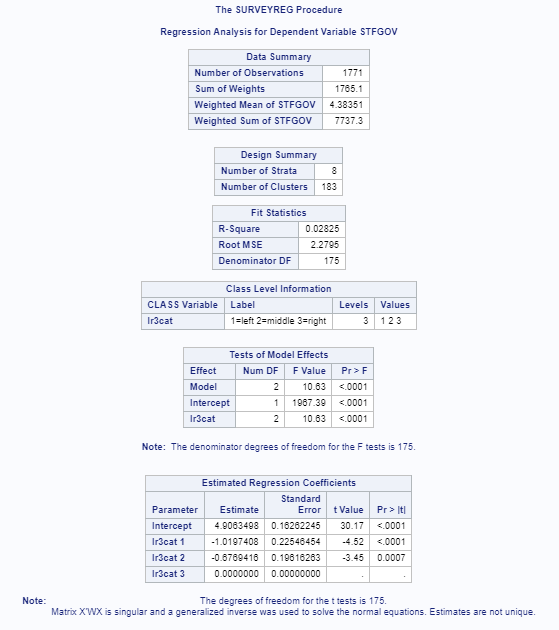 The SURVEYREG Procedure
Regression Analysis for Dependent Variable STFGOV
Data Summary
Number of Observations 1771
Sum of Weights 1765.1
Weighted Mean of STFGOV 4.38351
Weighted Sum of STFGOV 7737.3
Design Summary
Number of Strata 8
Number of Clusters 183
Fit Statistics
R-Square 0.02825
Root MSE 2.2795
Denominator DF 175
Class Level Information
CLASS Variable Label Levels Values
lr3cat 1=left 2=middle 3=right 3 1 2 3
Tests of Model Effects
Effect Num DF F Value Pr > F
Model 2 10.63 <.0001
Intercept 1 1967.39 <.0001
lr3cat 2 10.63 <.0001
Note: The denominator degrees of freedom for the F tests is 175.
Estimated Regression Coefficients
Parameter Estimate Standard Error t Value Pr > |t|
Intercept 4.9063498 0.16262245 30.17 <.0001
lr3cat 1 -1.0197408 0.22546454 -4.52 <.0001
lr3cat 2 -0.6769416 0.19616263 -3.45 0.0007
lr3cat 3 0.0000000 0.00000000 . .
Note: The degrees of freedom for the t tests is 175.
Matrix X'WX is singular and a generalized inverse was used to solve the normal equations. Estimates are not unique.